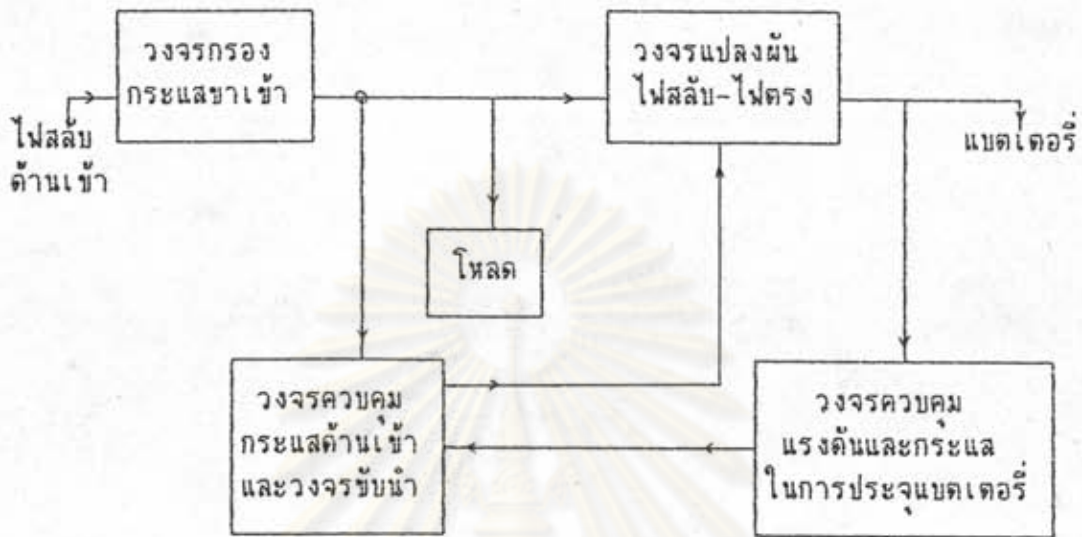 วงจรกรอง
กระแสขาเข้า
วงจรแปลงผัน
ไฟสลับ-ไฟตรง
ไฟสลับ
ด้านเข้า
แบตเตอรี่
โหลด
วงจรควบคุม
กระแสด้านเข้า
และวงจรขับนำ
วงจรควบคุม
แรงดันและกระแส
ในการประจุแบตเตอรี่